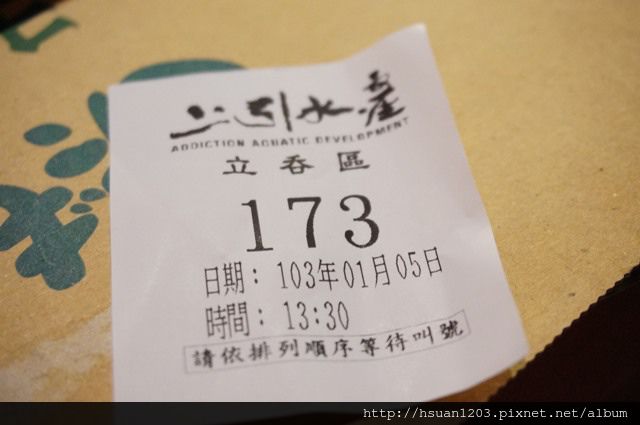 上引水產
ADDICTION AQUATIC DEVELOPMENT
立吞區
173
日期：103年01月05日
時間：13:30
請依排列順序等待叫號
http://hsuan1203.pixnet.net/album